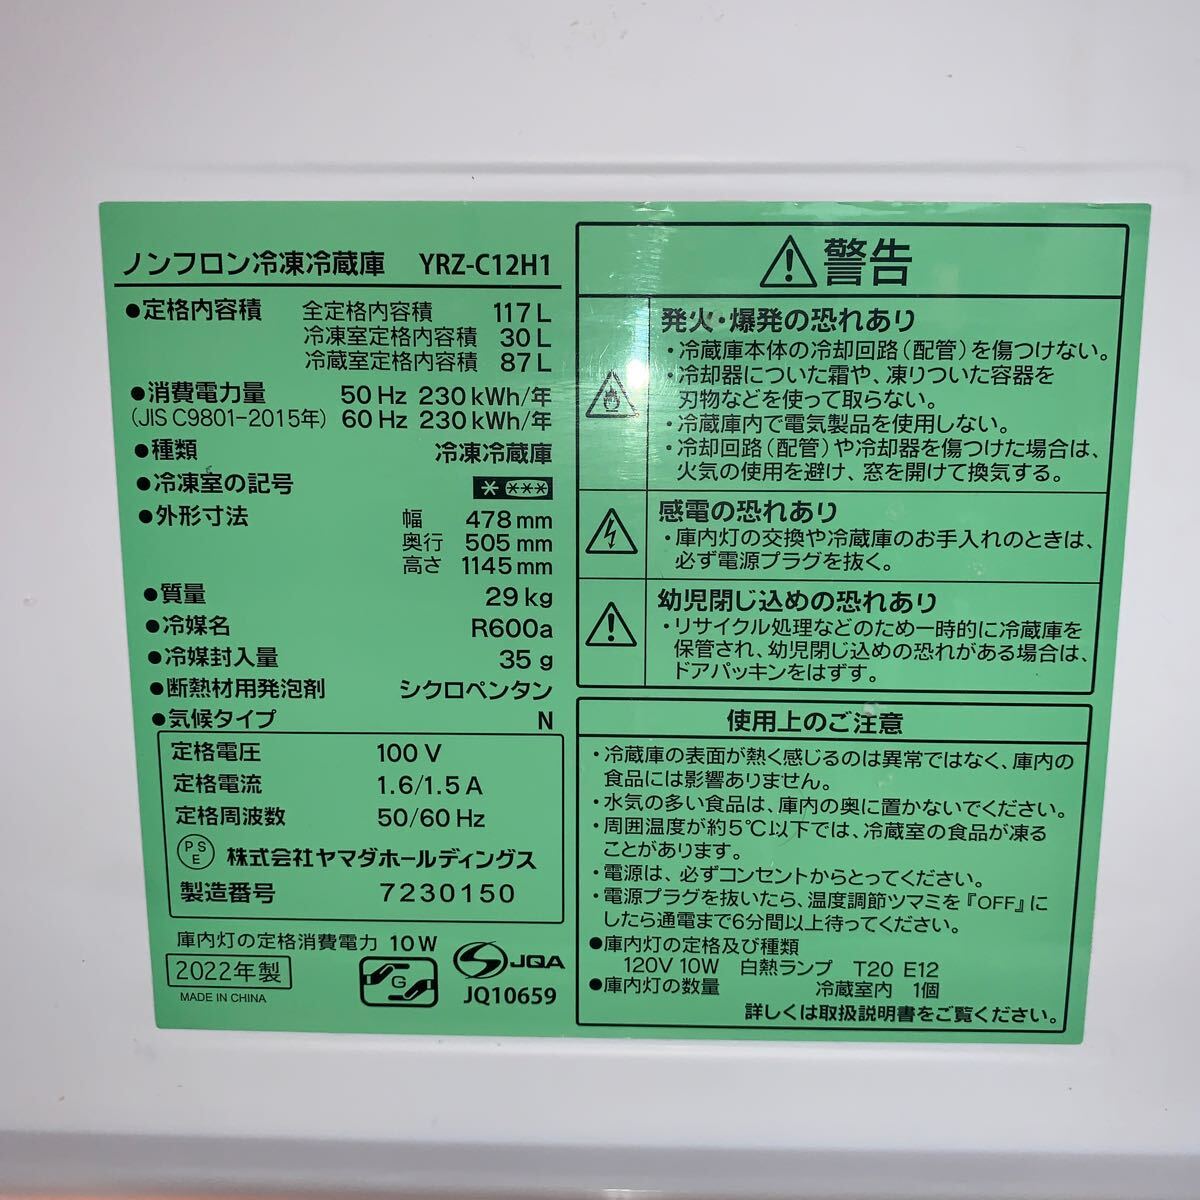 ノンフロン冷凍冷蔵庫 YRZ-C12H1
●定格内容積 全定格内容積 117 L
冷凍室定格内容積 30 L
冷蔵室定格内容積 87 L
●消費電力量 50 Hz 230 kWh/年
(JIS C9801-2015年) 60 Hz 230 kWh/年
●種類 冷凍冷蔵庫
●冷凍室の記号 * ***
●外形寸法 幅 478 mm
奥行 505 mm
高さ 1145 mm
●質量 29 kg
●冷媒名 R600a
●冷媒封入量 35 g
●断熱材用発泡剤 シクロペンタン
●気候タイプ N
定格電圧 100 V
定格電流 1.6/1.5 A
定格周波数 50/60 Hz
PSE 株式会社ヤマダホールディングス
製造番号 7230150
庫内灯の定格消費電力 10 W
2022年製
MADE IN CHINA
G
JQA
JQ10659
警告
発火・爆発の恐れあり
・冷蔵庫本体の冷却回路(配管)を傷つけない。
・冷却器についた霜や、凍りついた容器を
刃物などを使って取らない。
・冷蔵庫内で電気製品を使用しない。
・冷却回路(配管)や冷却器を傷つけた場合は、
火気の使用を避け、窓を開けて換気する。
感電の恐れあり
・庫内灯の交換や冷蔵庫のお手入れのときは、
必ず電源プラグを抜く。
幼児閉じ込めの恐れあり
・リサイクル処理などのため一時的に冷蔵庫を
保管され、幼児閉じ込めの恐れがある場合は、
ドアパッキンをはずす。
使用上のご注意
・冷蔵庫の表面が熱く感じるのは異常ではなく、庫内の
食品には影響ありません。
・水気の多い食品は、庫内の奥に置かないでください。
・周囲温度が約5℃以下では、冷蔵室の食品が凍る
ことがあります。
・電源は、必ずコンセントからとってください。
・電源プラグを抜いたら、温度調節ツマミを『OFF』に
したら通電まで6分間以上待ってください。
●庫内灯の定格及び種類
120V 10W 白熱ランプ T20 E12
●庫内灯の数量 冷蔵室内 1個
詳しくは取扱説明書をご覧ください。